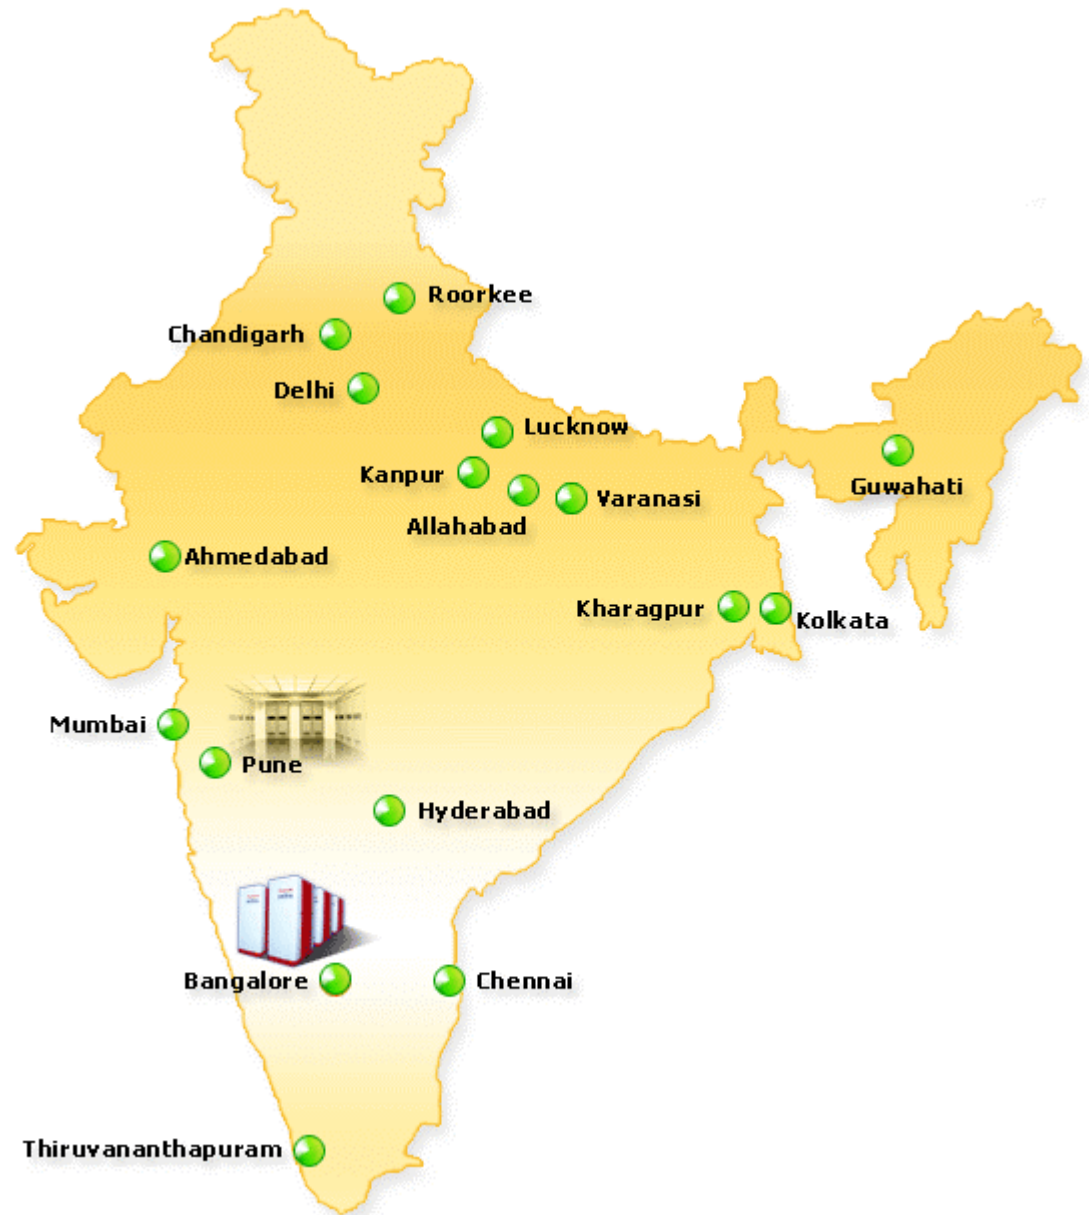 Roorkee
Chandigarh
Delhi
Lucknow
Kanpur
Varanasi
Guwahati
Allahabad
Ahmedabad
Kharagpur
Kolkata
Mumbai
Pune
Hyderabad
Bangalore
Chennai
Thiruvananthapuram